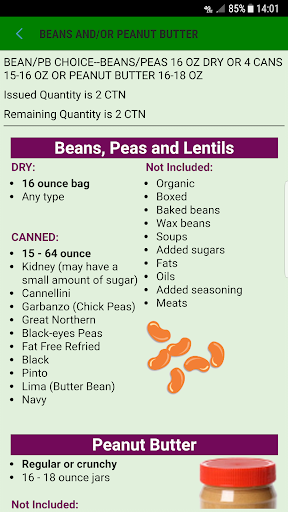 85% 14:01
BEANS AND/OR PEANUT BUTTER
BEAN/PB CHOICE--BEANS/PEAS 16 OZ DRY OR 4 CANS
15-16 OZ OR PEANUT BUTTER 16-18 OZ
Issued Quantity is 2 CTN
Remaining Quantity is 2 CTN
Beans, Peas and Lentils
DRY:
• 16 ounce bag
• Any type
CANNED:
• 15 - 64 ounce
• Kidney (may have a
small amount of sugar)
• Cannellini
• Garbanzo (Chick Peas)
• Great Northern
• Black-eyes Peas
• Fat Free Refried
• Black
• Pinto
• Lima (Butter Bean)
• Navy
Not Included:
• Organic
• Boxed
• Baked beans
• Wax beans
• Soups
• Added sugars
• Fats
• Oils
• Added seasoning
• Meats
Peanut Butter
• Regular or crunchy
• 16 - 18 ounce jars
Not Included: